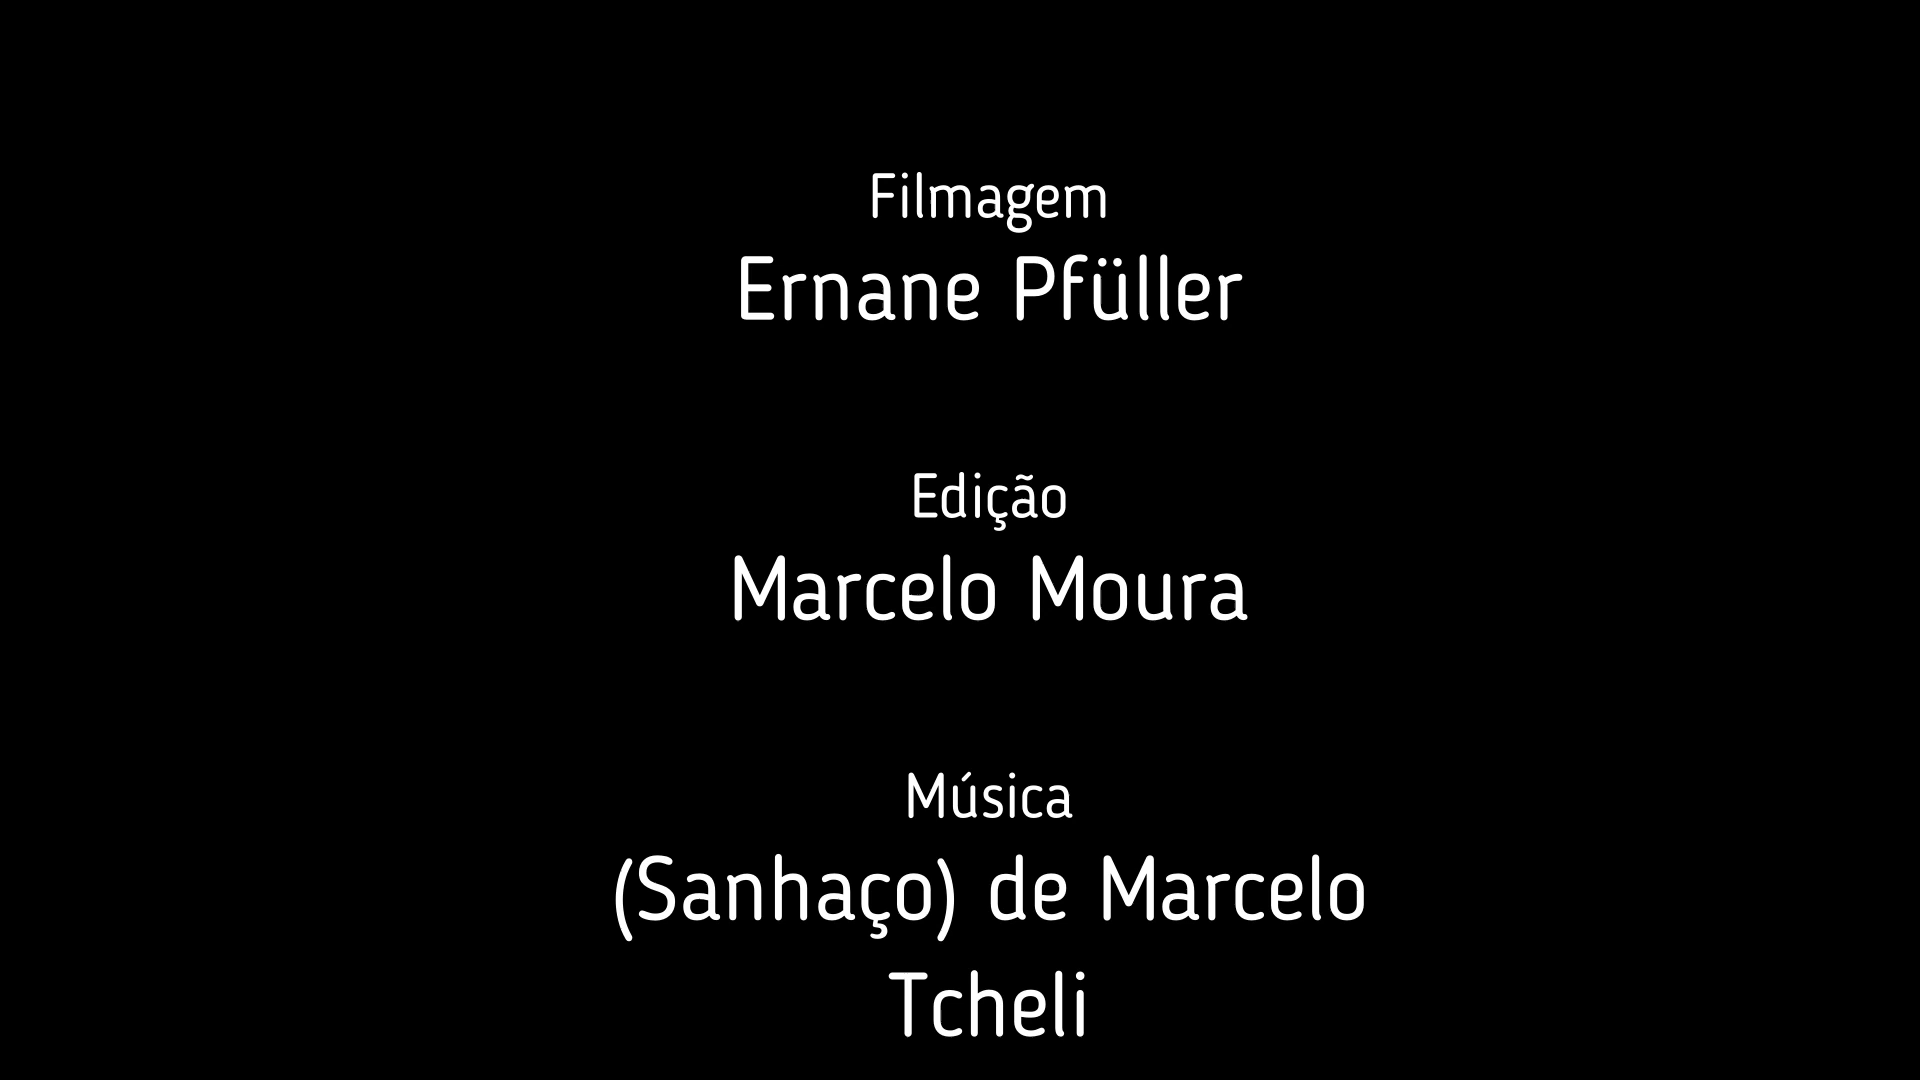 Filmagem
Ernane Pfüller
Edição
Marcelo Moura
Música
(Sanhaço) de Marcelo
Tcheli